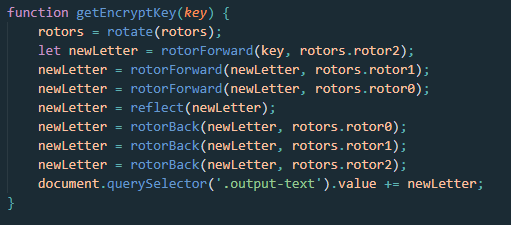 function getEncryptKey(key) {
    rotors = rotate(rotors);
    let newLetter = rotorForward(key, rotors.rotor2);
    newLetter = rotorForward(newLetter, rotors.rotor1);
    newLetter = rotorForward(newLetter, rotors.rotor0);
    newLetter = reflect(newLetter);
    newLetter = rotorBack(newLetter, rotors.rotor0);
    newLetter = rotorBack(newLetter, rotors.rotor1);
    newLetter = rotorBack(newLetter, rotors.rotor2);
    document.querySelector('.output-text').value += newLetter;
}